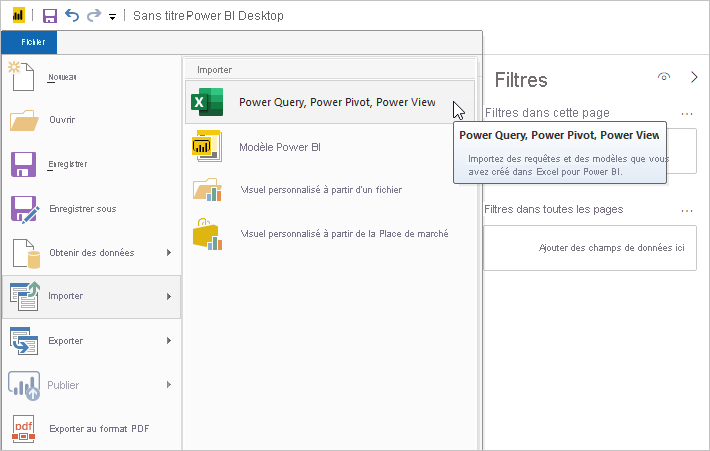 Sans titrePower BI Desktop
Fichier
Nouveau
Ouvrir
Enregistrer
Enregistrer sous
Obtenir des données
Importer
Exporter
Publier
pdf
Exporter au format PDF
Importer
Power Query, Power Pivot, Power View
Modèle Power BI
Visuel personnalisé à partir d'un fichier
Visuel personnalisé à partir de la Place de marché
Filtres
Filtres dans cette page
Power Query, Power Pivot, Power View
Importez des requêtes et des modèles que vous
avez créé dans Excel pour Power BI.
Filtres dans toutes les pages
Ajouter des champs de données ici